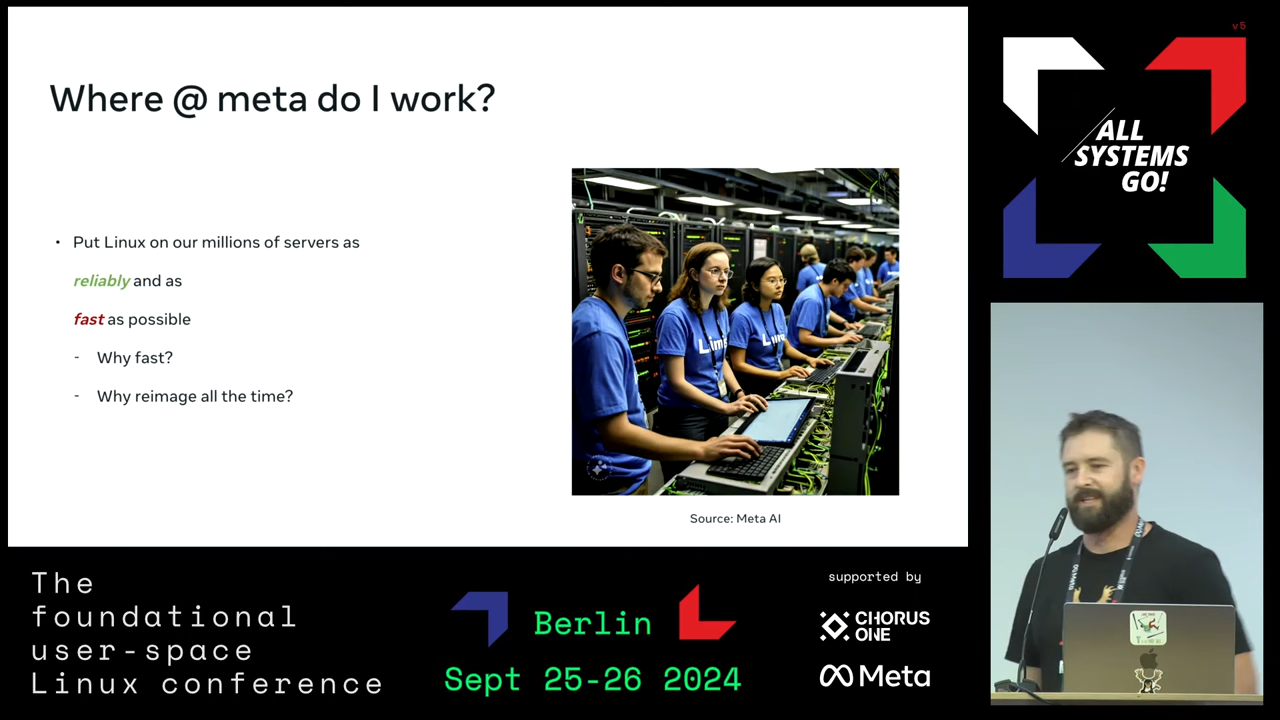 Where @ meta do I work?
• Put Linux on our millions of servers as
reliably and as
fast as possible
- Why fast?
- Why reimage all the time?
Source: Meta AI
v5
ALL
SYSTEMS
GO!
The
foundational
user-space
Linux conference
Berlin
Sept 25-26 2024
supported by
CHORUS
ONE
Meta